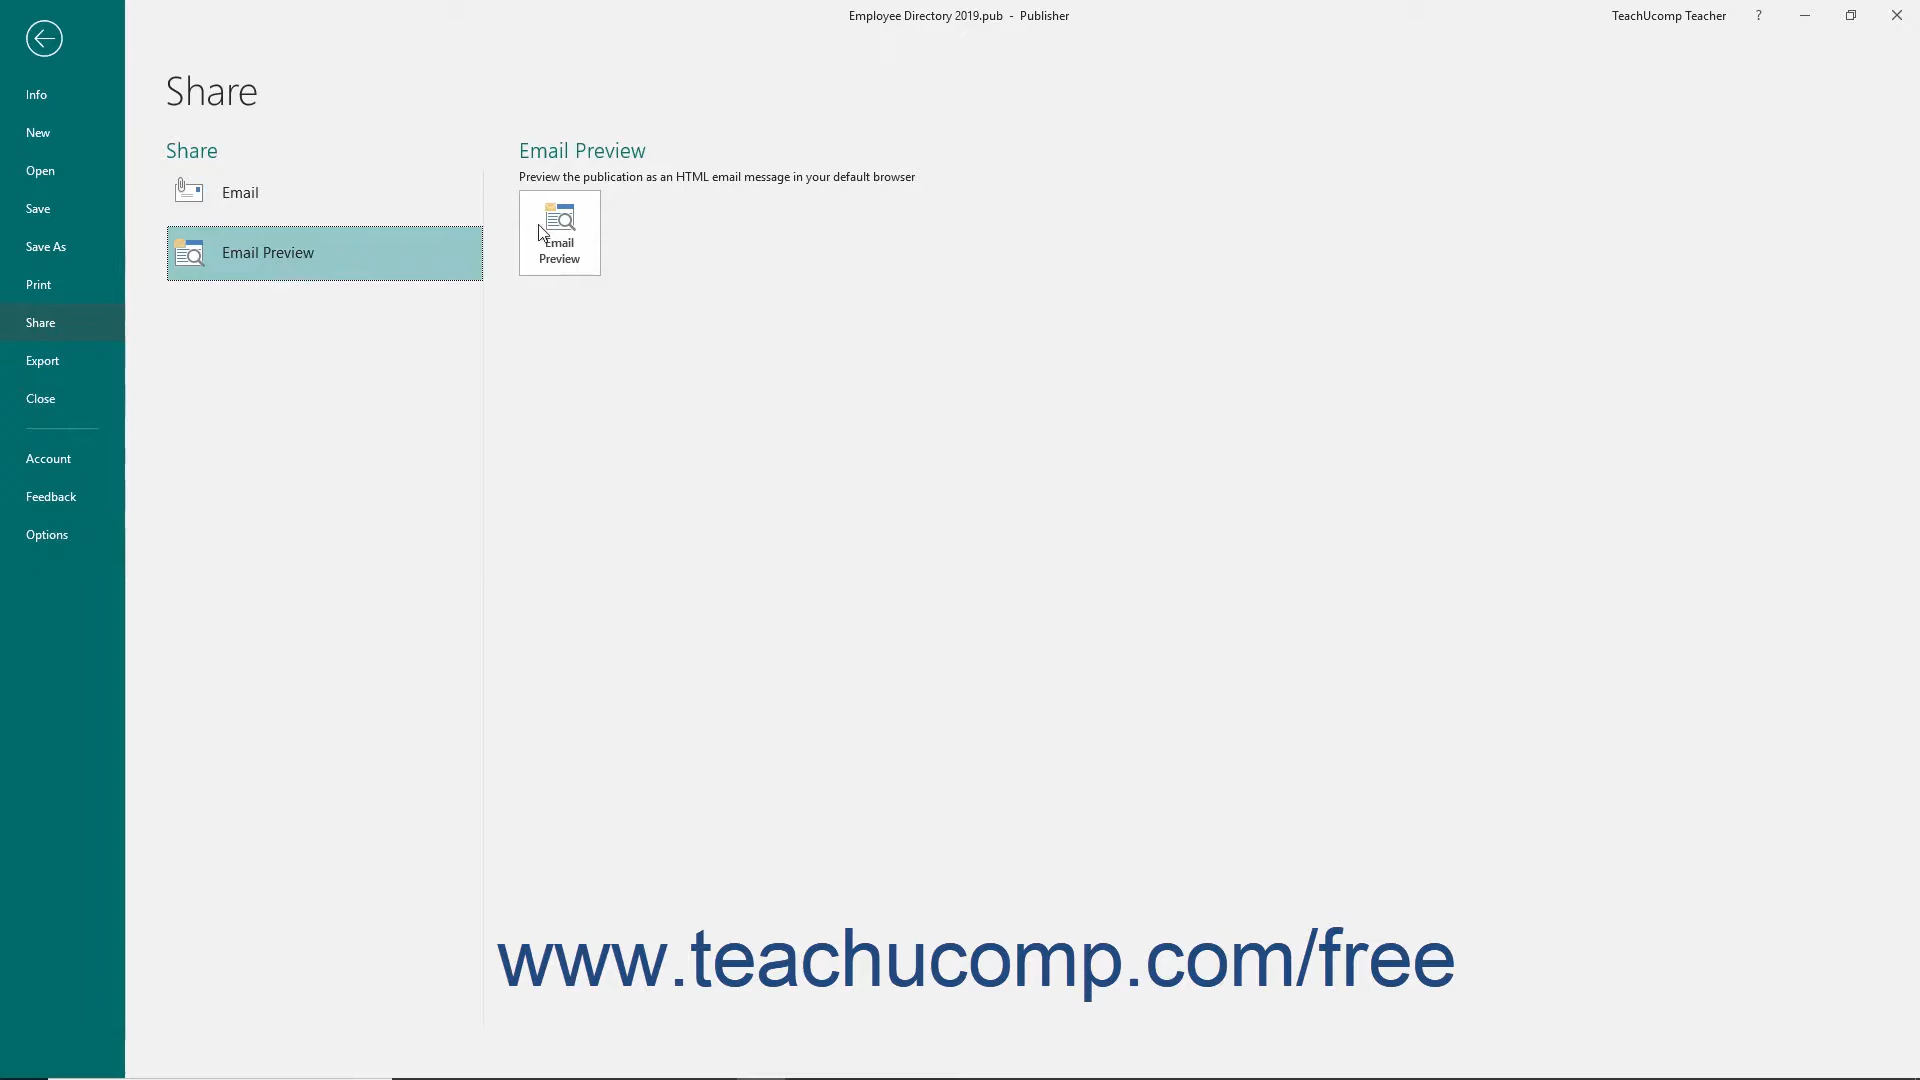 Employee Directory 2019.pub - Publisher
TeachUcomp Teacher
?
Info
New
Open
Save
Save As
Print
Share
Export
Close
Account
Feedback
Options
Share
Share
Email
Email Preview
Email Preview
Preview the publication as an HTML email message in your default browser
Email
Preview
www.teachucomp.com/free